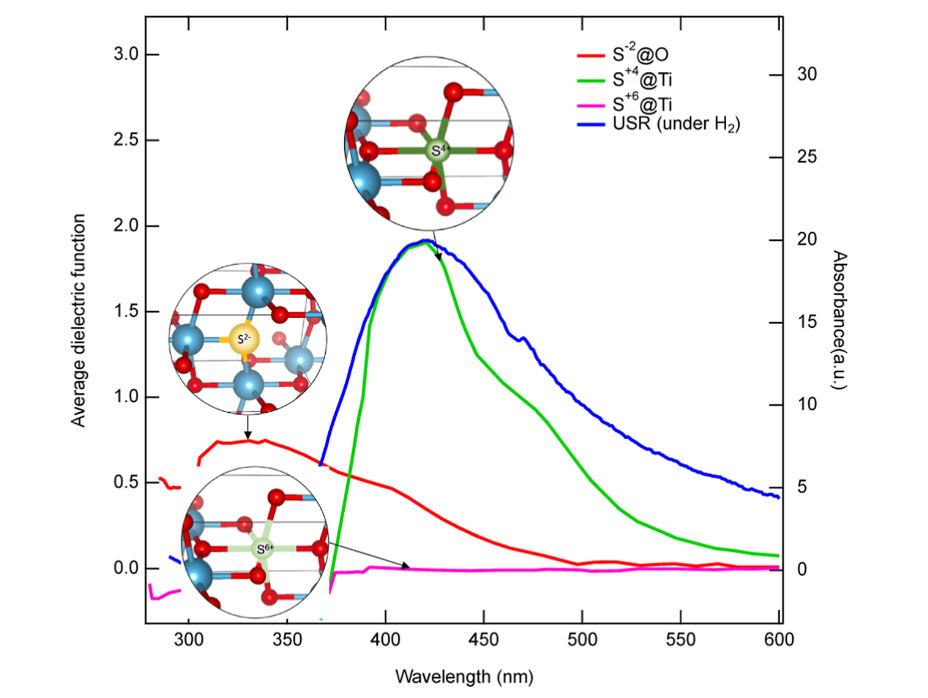 S-2@O
S+4@Ti
S+6@Ti
USR (under H2)
S4+
S2-
S6+
Average dielectric function
3.0
2.5
2.0
1.5
1.0
0.5
0.0
Absorbance(a.u.)
30
25
20
15
10
5
0
300 350 400 450 500 550 600
Wavelength (nm)